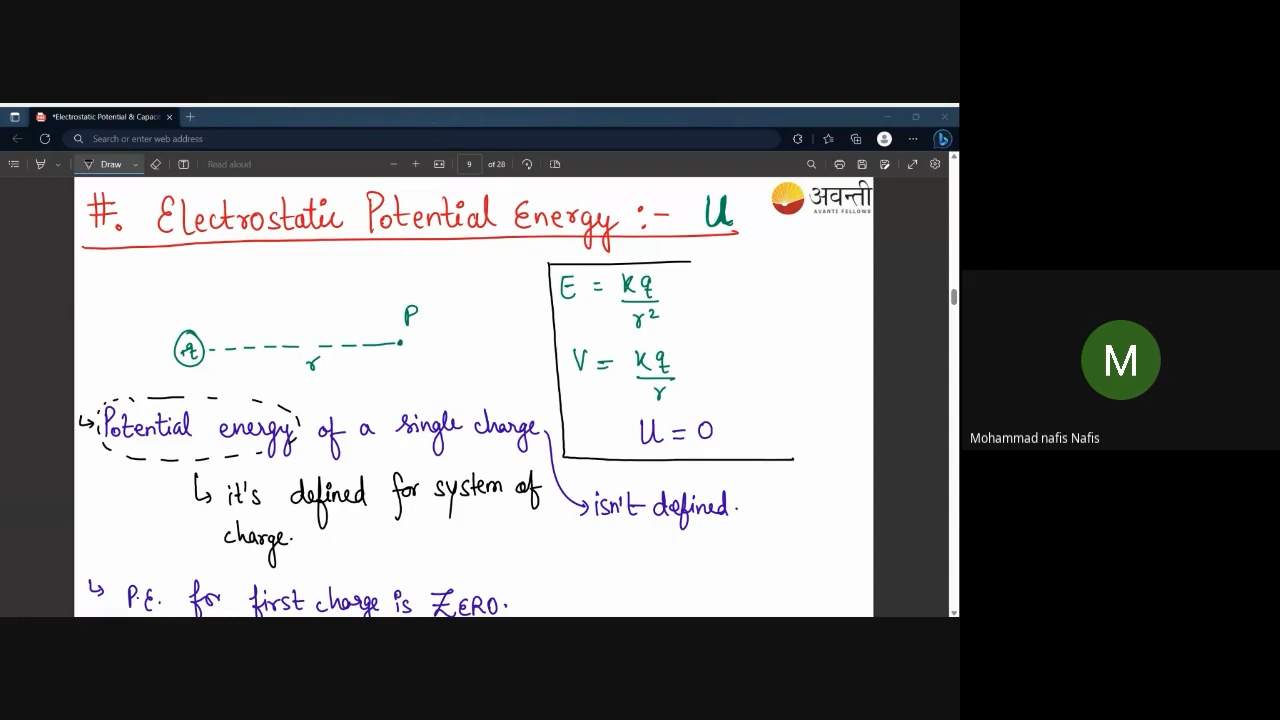 *Electrostatic Potential & Capaci
Search or enter web address
Draw
Read aloud
9 of 28
#. Electrostatic Potential Energy :- U
अवन्ती
AVANTI FELLOWS
E = kq/r²
P
q
r
V = kq/r
U = 0
↳ Potential energy of a single charge
↳ it's defined for system of
charge.
→ isn't defined.
↳ P.E. for first charge is ZERO.
M
Mohammad nafis Nafis